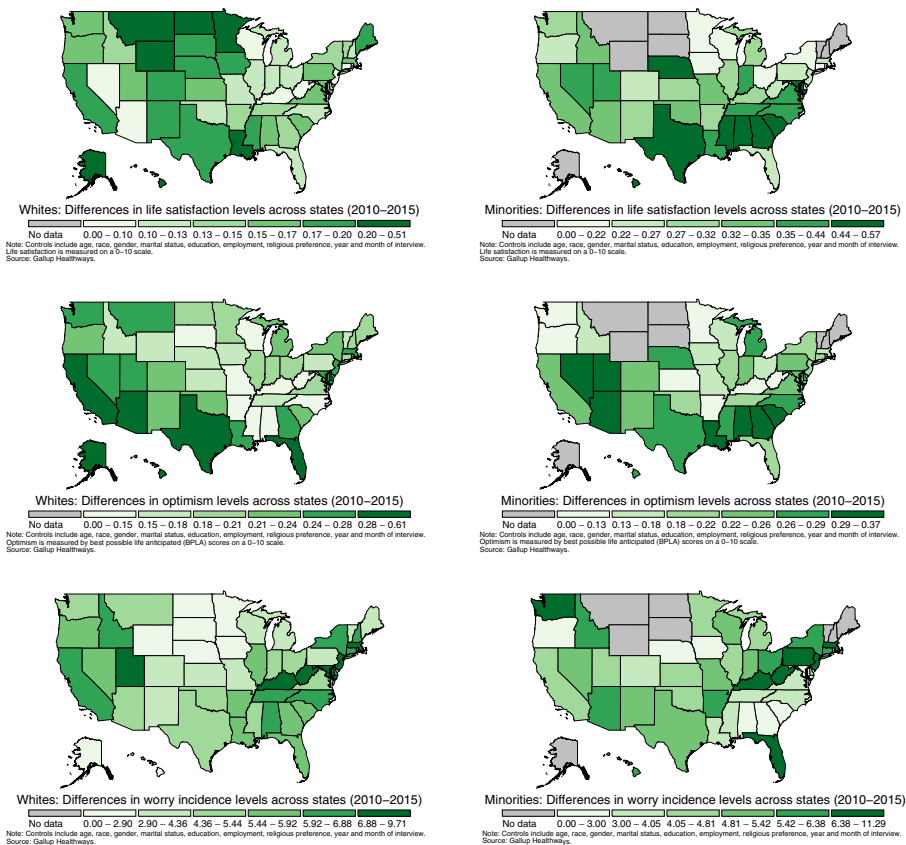 Whites: Differences in life satisfaction levels across states (2010–2015)
No data 0.00 – 0.10 0.10 – 0.13 0.13 – 0.15 0.15 – 0.17 0.17 – 0.20 0.20 – 0.51
Note: Controls include age, race, gender, marital status, education, employment, religious preference, year and month of interview.
Life satisfaction is measured on a 0–10 scale.
Source: Gallup Healthways.
Minorities: Differences in life satisfaction levels across states (2010–2015)
No data 0.00 – 0.22 0.22 – 0.27 0.27 – 0.32 0.32 – 0.35 0.35 – 0.44 0.44 – 0.57
Note: Controls include age, race, gender, marital status, education, employment, religious preference, year and month of interview.
Life satisfaction is measured on a 0–10 scale.
Source: Gallup Healthways.
Whites: Differences in optimism levels across states (2010–2015)
No data 0.00 – 0.15 0.15 – 0.18 0.18 – 0.21 0.21 – 0.24 0.24 – 0.28 0.28 – 0.61
Note: Controls include age, race, gender, marital status, education, employment, religious preference, year and month of interview.
Optimism is measured by best possible life anticipated (BPLA) scores on a 0–10 scale.
Source: Gallup Healthways.
Minorities: Differences in optimism levels across states (2010–2015)
No data 0.00 – 0.13 0.13 – 0.18 0.18 – 0.22 0.22 – 0.26 0.26 – 0.29 0.29 – 0.37
Note: Controls include age, race, gender, marital status, education, employment, religious preference, year and month of interview.
Optimism is measured by best possible life anticipated (BPLA) scores on a 0–10 scale.
Source: Gallup Healthways.
Whites: Differences in worry incidence levels across states (2010–2015)
No data 0.00 – 2.90 2.90 – 4.36 4.36 – 5.44 5.44 – 5.92 5.92 – 6.88 6.88 – 9.71
Note: Controls include age, race, gender, marital status, education, employment, religious preference, year and month of interview.
Source: Gallup Healthways.
Minorities: Differences in worry incidence levels across states (2010–2015)
No data 0.00 – 3.00 3.00 – 4.05 4.05 – 4.81 4.81 – 5.42 5.42 – 6.38 6.38 – 11.29
Note: Controls include age, race, gender, marital status, education, employment, religious preference, year and month of interview.
Source: Gallup Healthways.